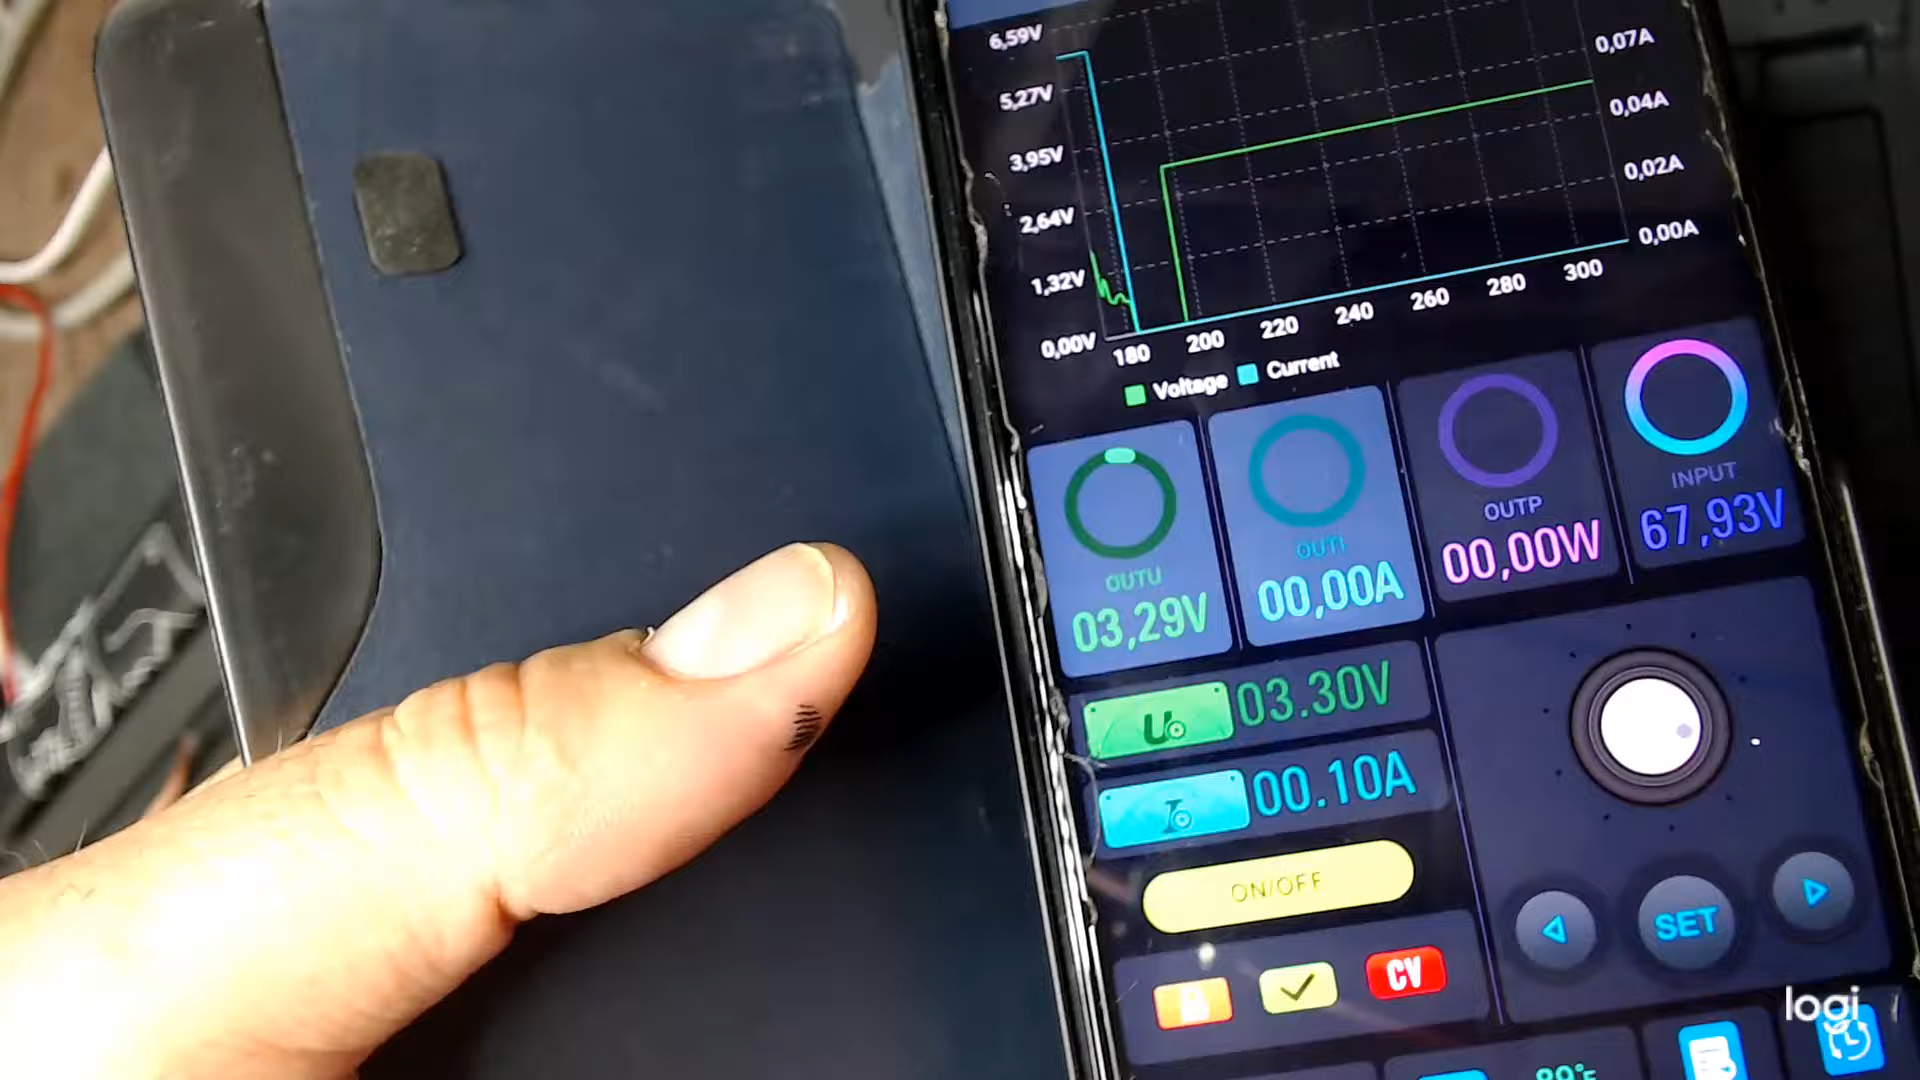 6,59V
5,27V
3,95V
2,64V
1,32V
0,00V
0,07A
0,04A
0,02A
0,00A
180 200 220 240 260 280 300
Voltage Current
OUTU
03,29V
OUTI
00,00A
OUTP
00,00W
INPUT
67,93V
U 03.30V
I 00.10A
ON/OFF
SET
CV
89°F
logi